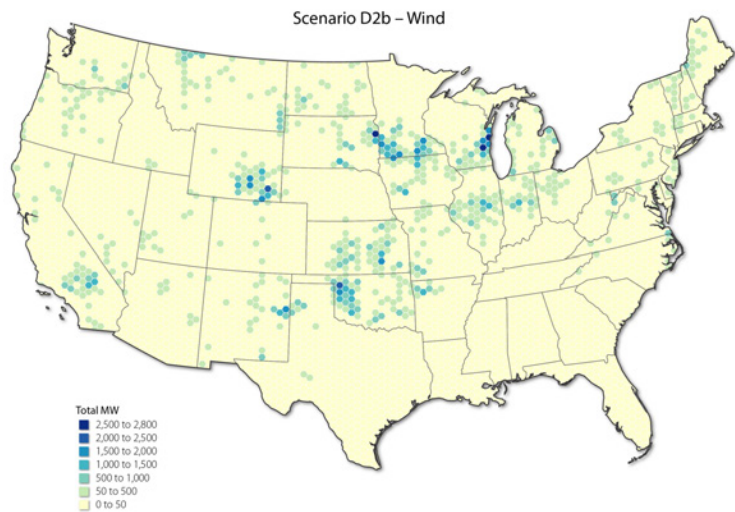 Scenario D2b – Wind
Total MW
2,500 to 2,800
2,000 to 2,500
1,500 to 2,000
1,000 to 1,500
500 to 1,000
50 to 500
0 to 50